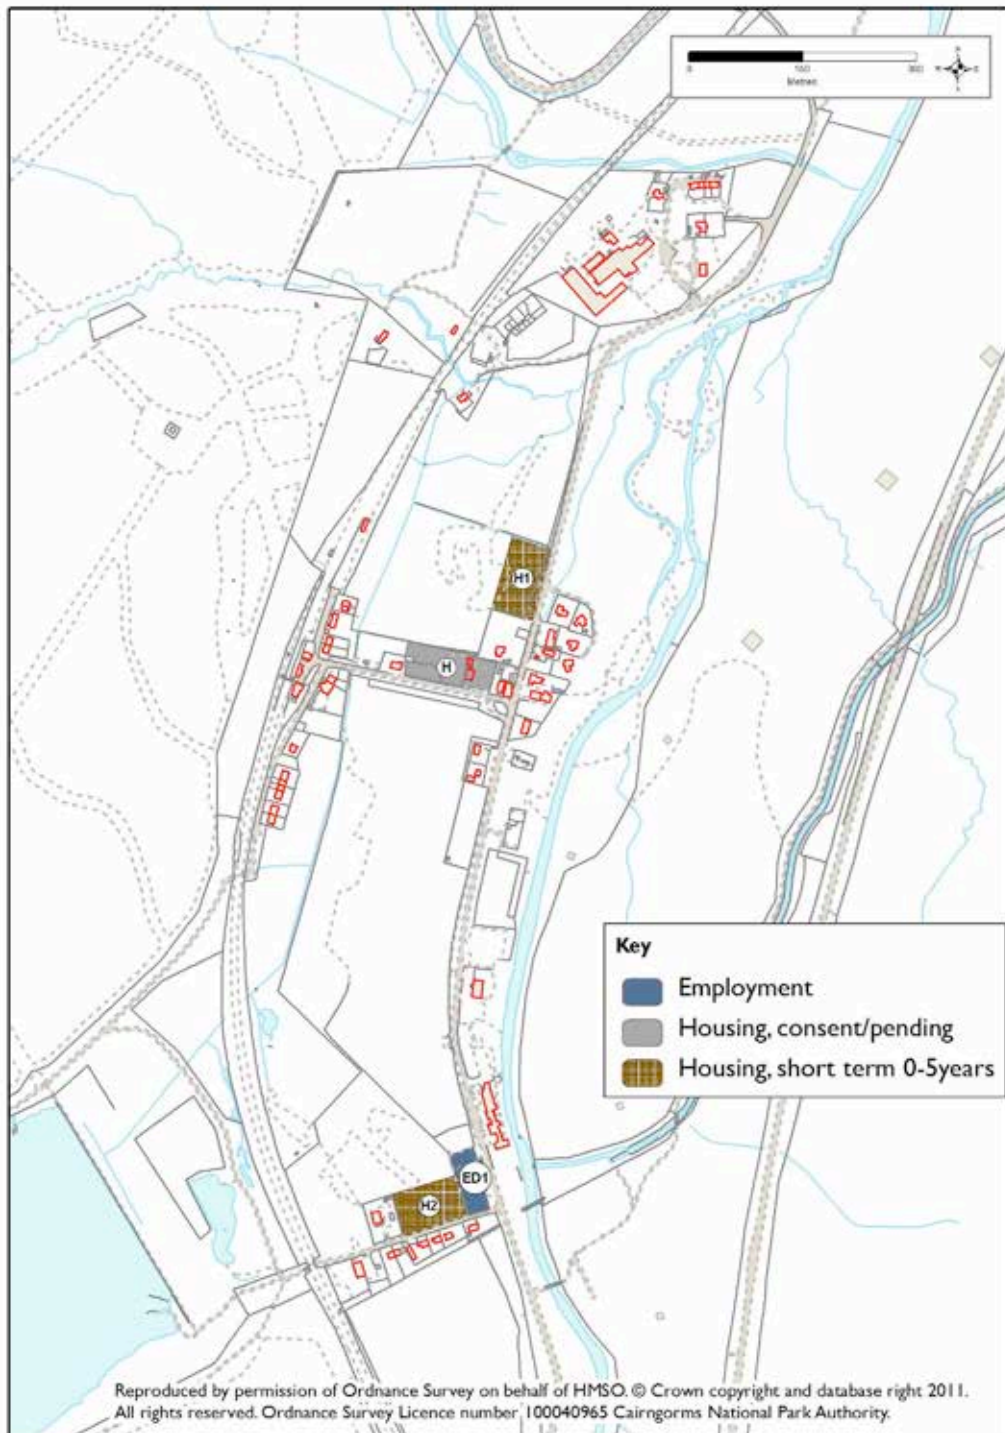 Metres
H1
H
Key
Employment
Housing, consent/pending
Housing, short term 0-5years
ED1
H2
Reproduced by permission of Ordnance Survey on behalf of HMSO. © Crown copyright and database right 2011.
All rights reserved. Ordnance Survey Licence number 100040965 Cairngorms National Park Authority.